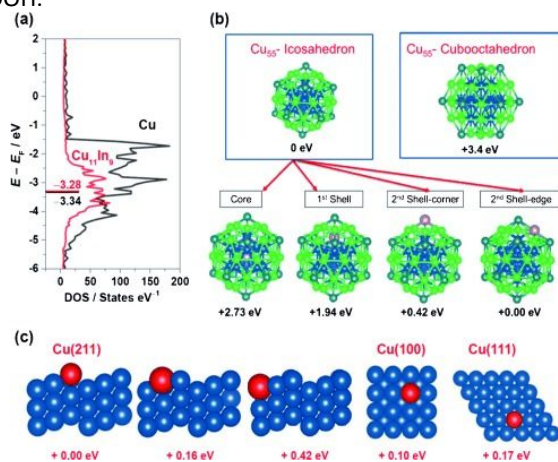 (a)
2
1
0
-1
-2
-3
-4
-5
-6
E – E_F / eV
Cu
Cu₁₁In₉
-3.28
-3.34
0 50 100 150 200
DOS / States eV⁻¹
(b)
Cu₅₅- Icosahedron
0 eV
Cu₅₅- Cubooctahedron
+3.4 eV
Core
1st Shell
2nd Shell-corner
2nd Shell-edge
+2.73 eV
+1.94 eV
+0.42 eV
+0.00 eV
(c)
Cu(211)
Cu(100)
Cu(111)
+ 0.00 eV
+ 0.16 eV
+ 0.42 eV
+ 0.10 eV
+ 0.17 eV